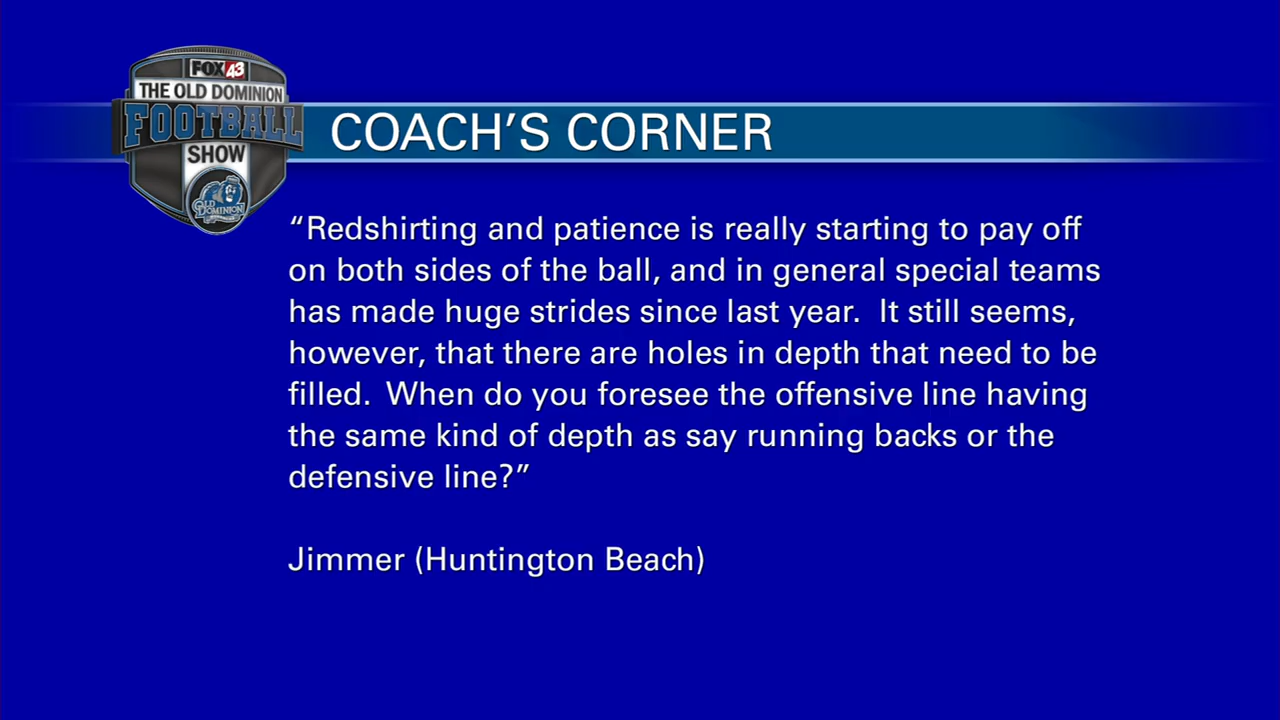 FOX 43
THE OLD DOMINION
FOOTBALL
SHOW
OLD
DOMINION
COACH’S CORNER
“Redshirting and patience is really starting to pay off
on both sides of the ball, and in general special teams
has made huge strides since last year.  It still seems,
however, that there are holes in depth that need to be
filled.  When do you foresee the offensive line having
the same kind of depth as say running backs or the
defensive line?”
Jimmer (Huntington Beach)